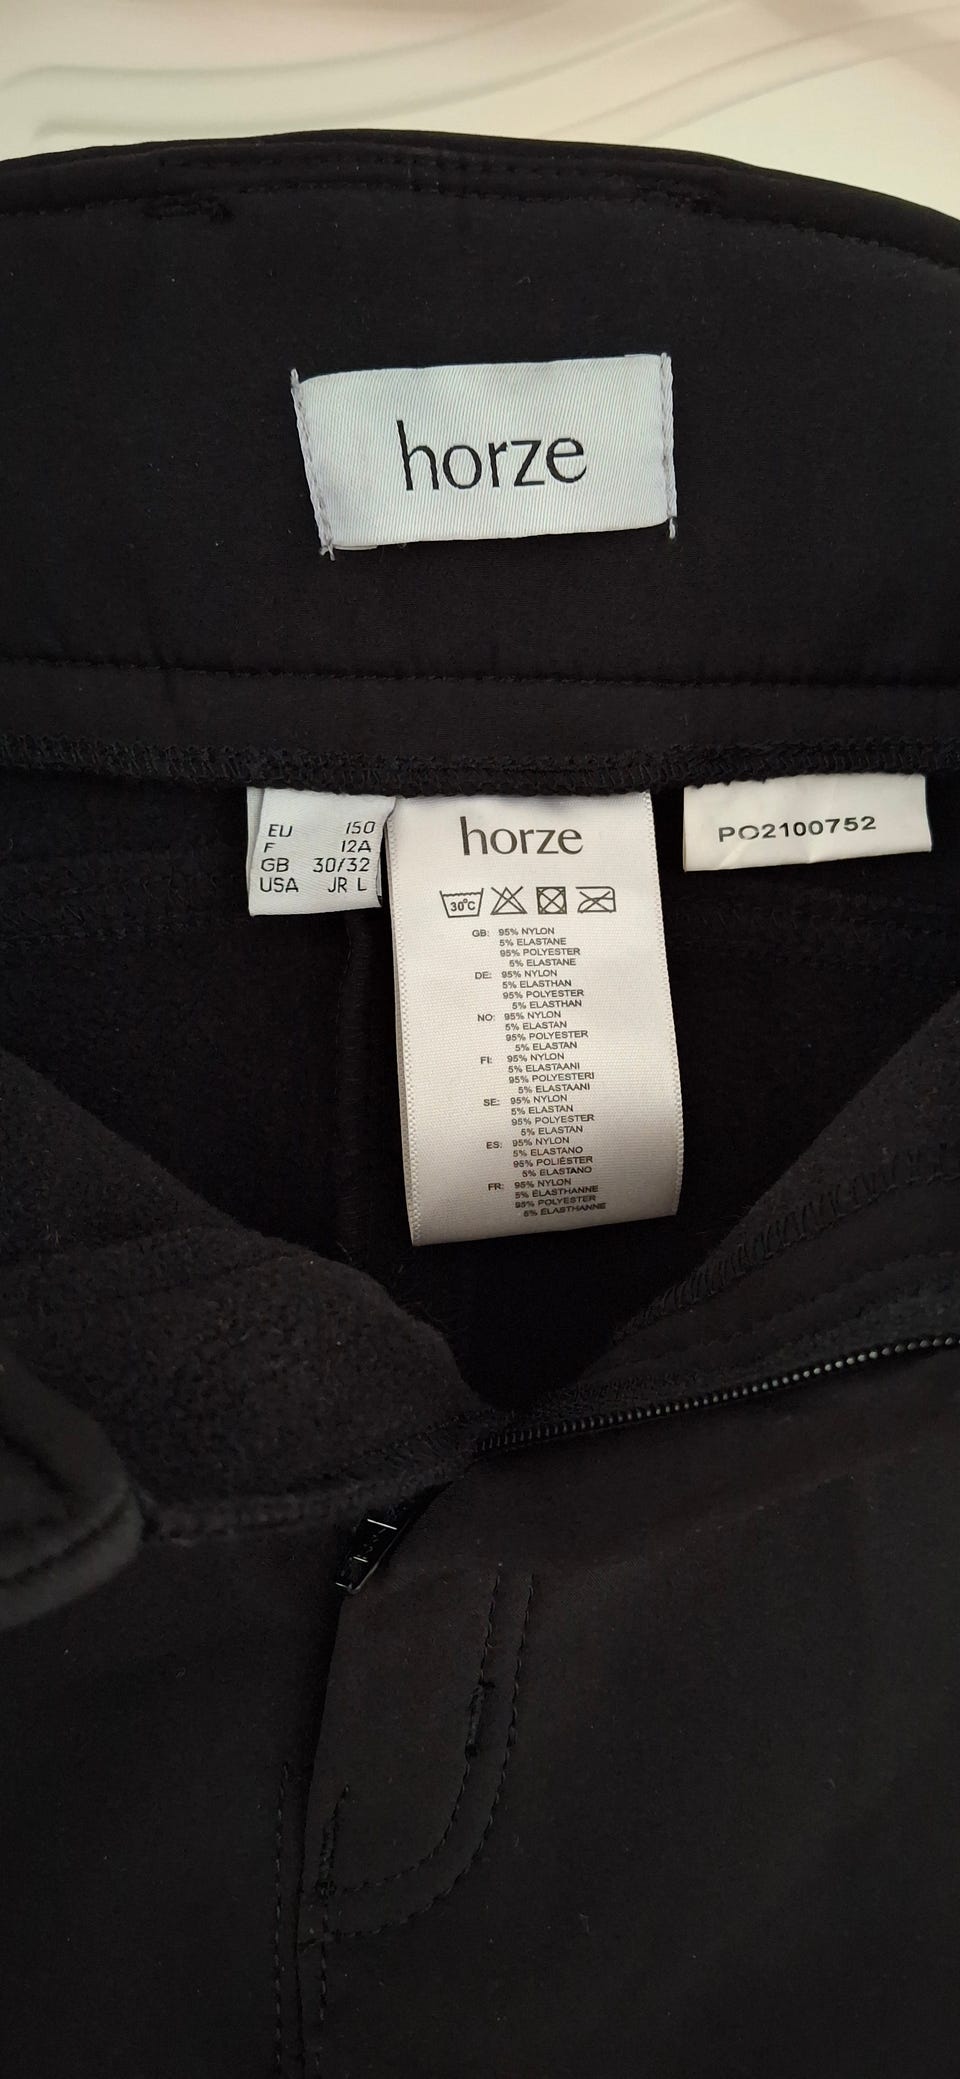 horze
EU 150
F 12A
GB 30/32
USA JR L
horze
30°C
GB: 95% NYLON
5% ELASTANE
95% POLYESTER
5% ELASTANE
DE: 95% NYLON
5% ELASTHAN
95% POLYESTER
5% ELASTHAN
NO: 95% NYLON
5% ELASTAN
95% POLYESTER
5% ELASTAN
FI: 95% NYLON
5% ELASTAANI
95% POLYESTERI
5% ELASTAANI
SE: 95% NYLON
5% ELASTAN
95% POLYESTER
5% ELASTAN
ES: 95% NYLON
5% ELASTANO
95% POLIÉSTER
5% ELASTANO
FR: 95% NYLON
5% ÉLASTHANNE
95% POLYESTER
5% ÉLASTHANNE
PO2100752